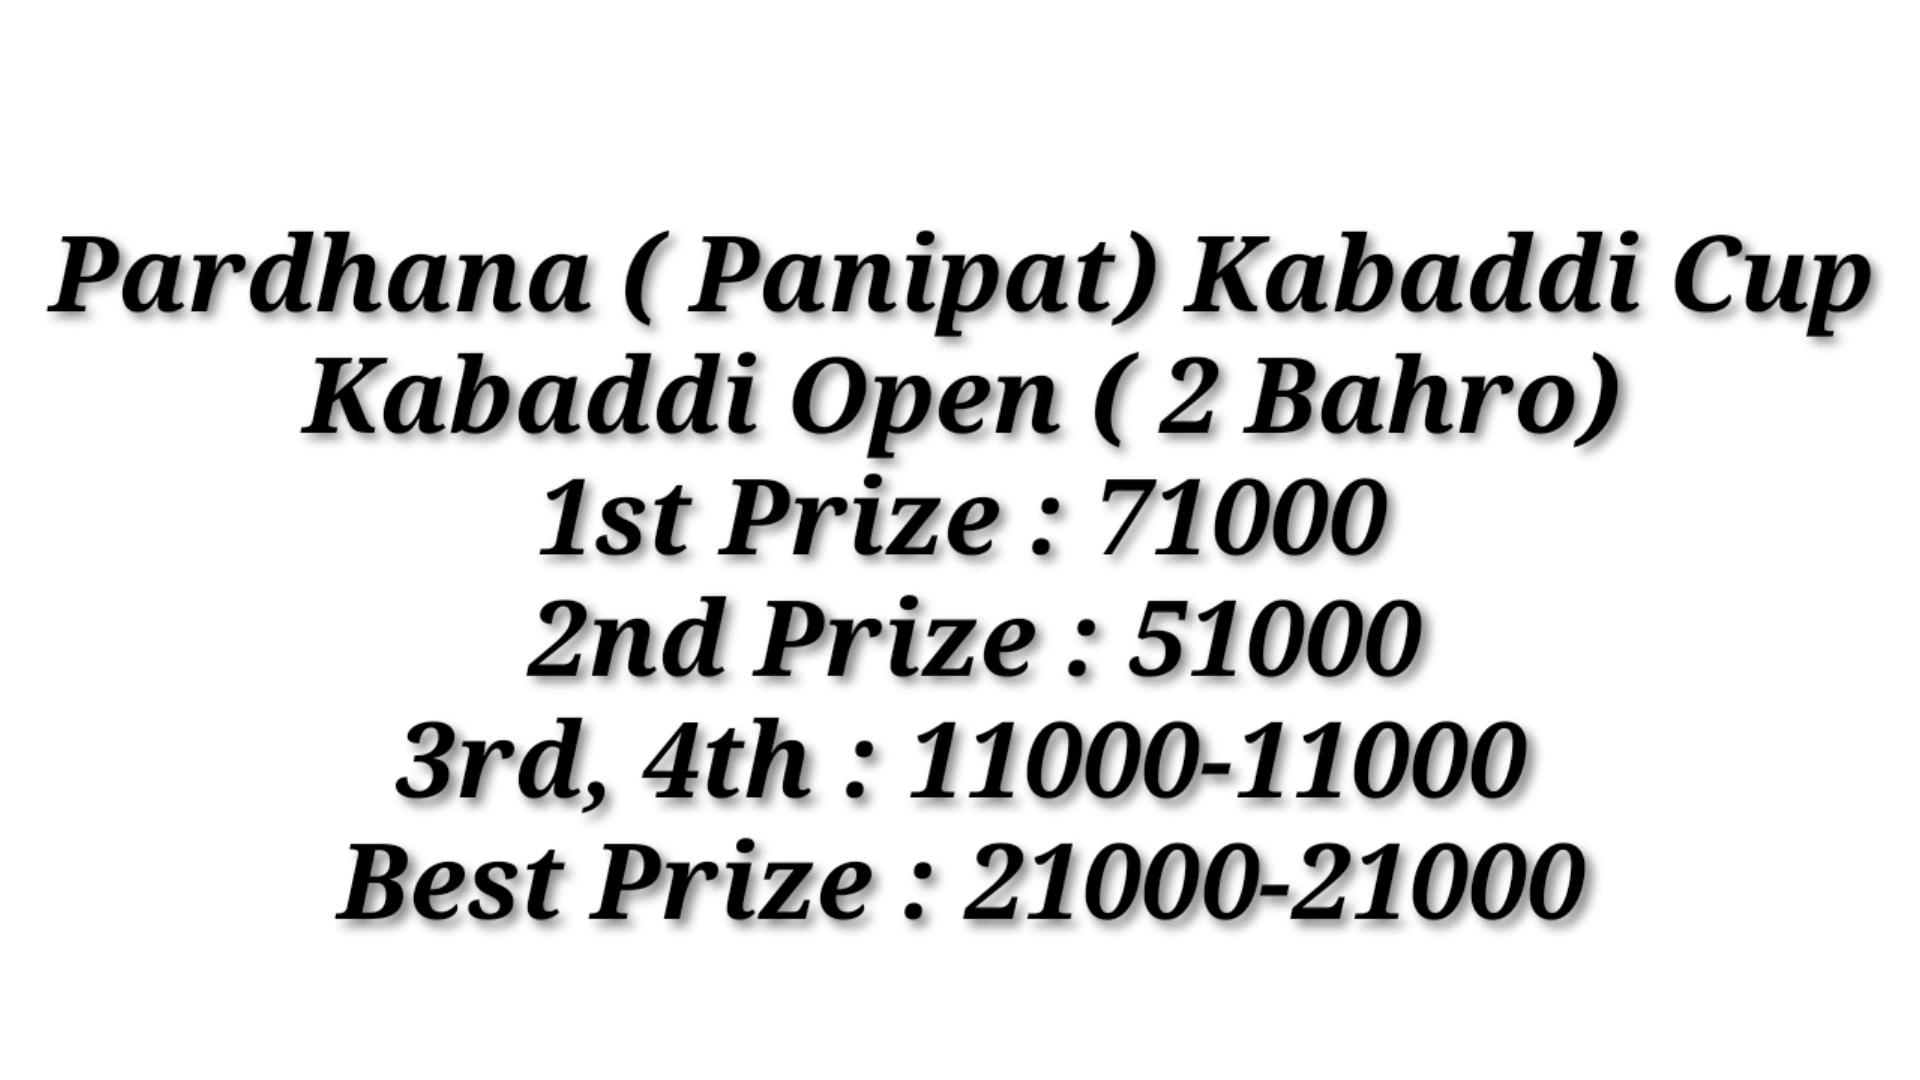 Pardhana ( Panipat) Kabaddi Cup
Kabaddi Open ( 2 Bahro)
1st Prize : 71000
2nd Prize : 51000
3rd, 4th : 11000-11000
Best Prize : 21000-21000